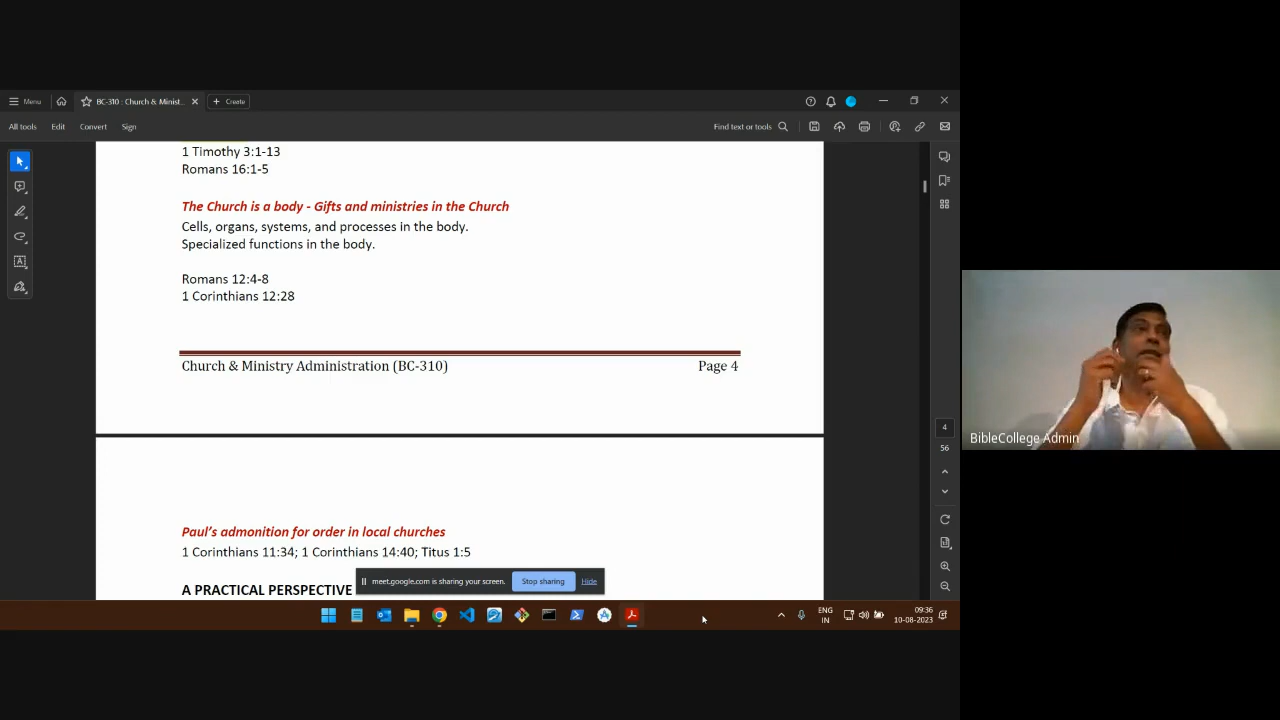 Menu
BC-310 : Church & Minist...
Create
All tools
Edit
Convert
Sign
Find text or tools
1 Timothy 3:1-13
Romans 16:1-5
The Church is a body - Gifts and ministries in the Church
Cells, organs, systems, and processes in the body.
Specialized functions in the body.
Romans 12:4-8
1 Corinthians 12:28
Church & Ministry Administration (BC-310)
Page 4
4
56
BibleCollege Admin
Paul's admonition for order in local churches
1 Corinthians 11:34; 1 Corinthians 14:40; Titus 1:5
A PRACTICAL PERSPECTIVE
meet.google.com is sharing your screen.
Stop sharing
Hide
ENG
IN
09:36
10-08-2023